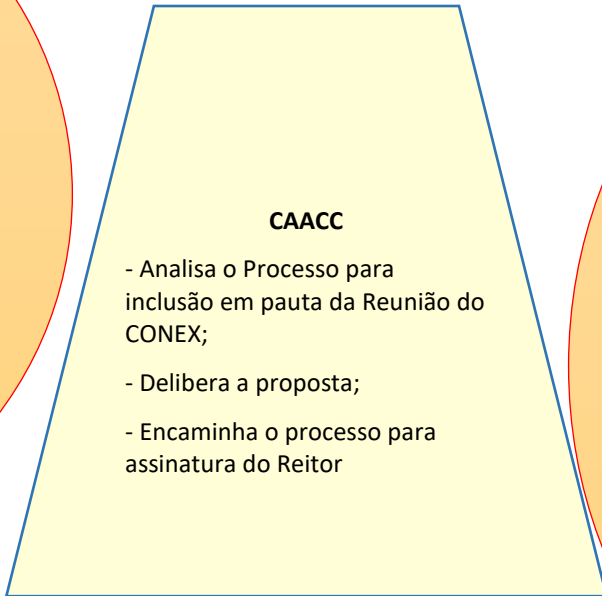 CAACC
- Analisa o Processo para
inclusão em pauta da Reunião do
CONEX;
- Delibera a proposta;
- Encaminha o processo para
assinatura do Reitor